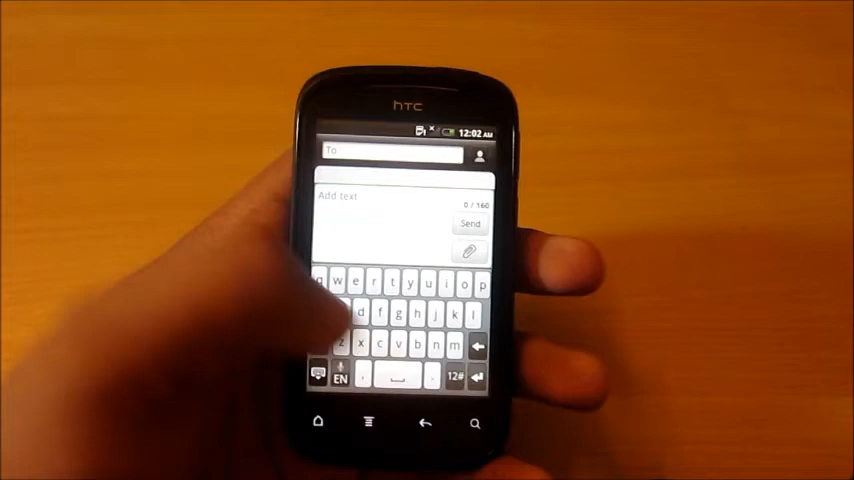 hTC
12:02 AM
To
Add text
0 / 160
Send
q w e r t y u i o p
d f g h j k l
z x c v b n m
EN , . 12#